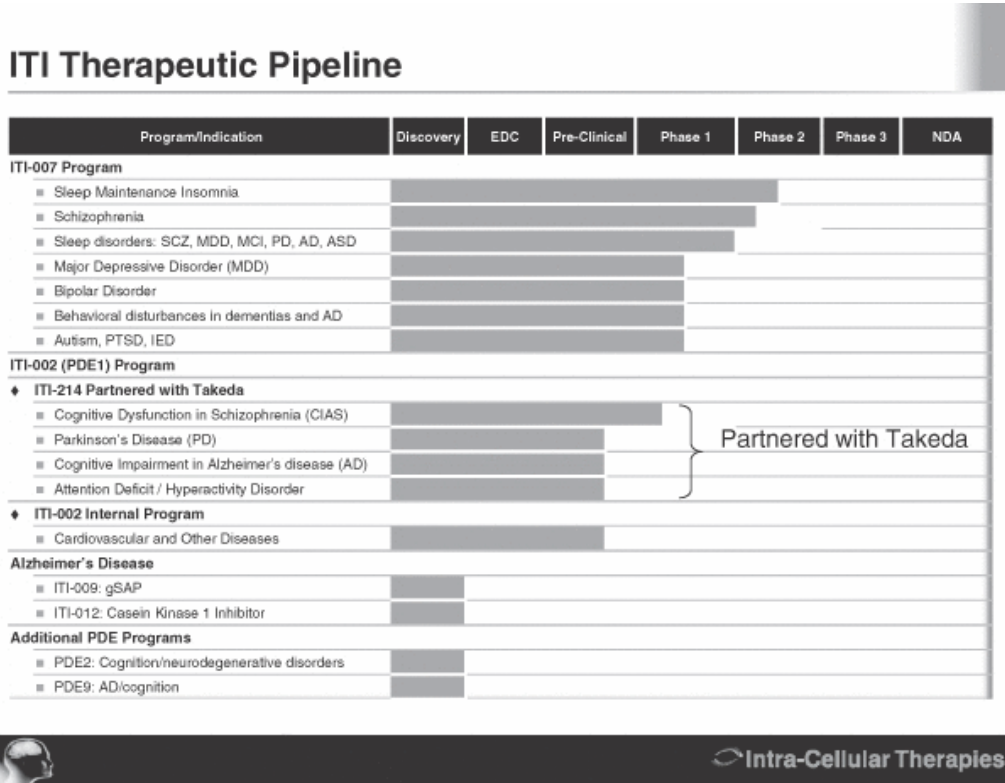 ITI Therapeutic Pipeline
Program/Indication Discovery EDC Pre-Clinical Phase 1 Phase 2 Phase 3 NDA
ITI-007 Program
Sleep Maintenance Insomnia
Schizophrenia
Sleep disorders: SCZ, MDD, MCI, PD, AD, ASD
Major Depressive Disorder (MDD)
Bipolar Disorder
Behavioral disturbances in dementias and AD
Autism, PTSD, IED
ITI-002 (PDE1) Program
♦ ITI-214 Partnered with Takeda
Cognitive Dysfunction in Schizophrenia (CIAS)
Parkinson's Disease (PD)
Partnered with Takeda
Cognitive Impairment in Alzheimer's disease (AD)
Attention Deficit / Hyperactivity Disorder
♦ ITI-002 Internal Program
Cardiovascular and Other Diseases
Alzheimer's Disease
ITI-009: gSAP
ITI-012: Casein Kinase 1 Inhibitor
Additional PDE Programs
PDE2: Cognition/neurodegenerative disorders
PDE9: AD/cognition
Intra-Cellular Therapies